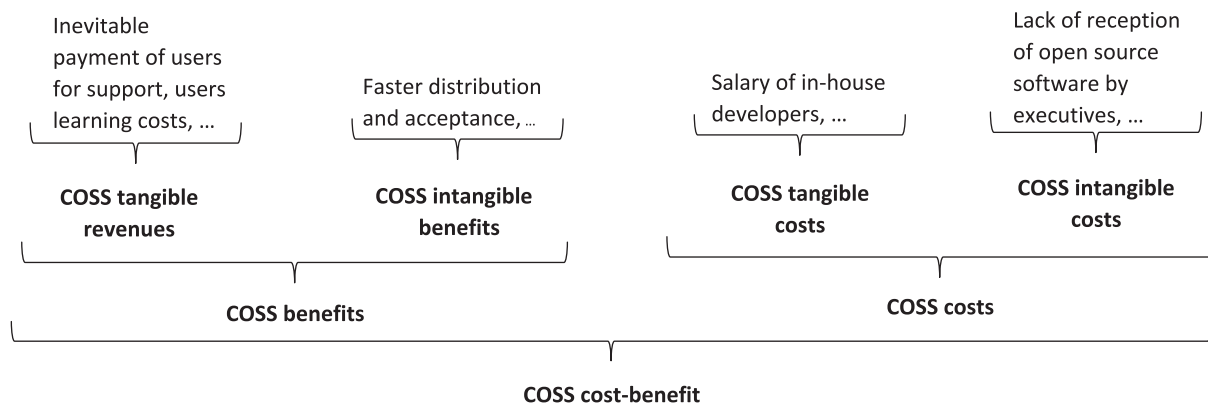 Inevitable
payment of users
for support, users
learning costs, ...
Faster distribution
and acceptance, ...
Salary of in-house
developers, ...
Lack of reception
of open source
software by
executives, ...
COSS tangible
revenues
COSS intangible
benefits
COSS tangible
costs
COSS intangible
costs
COSS benefits
COSS costs
COSS cost-benefit